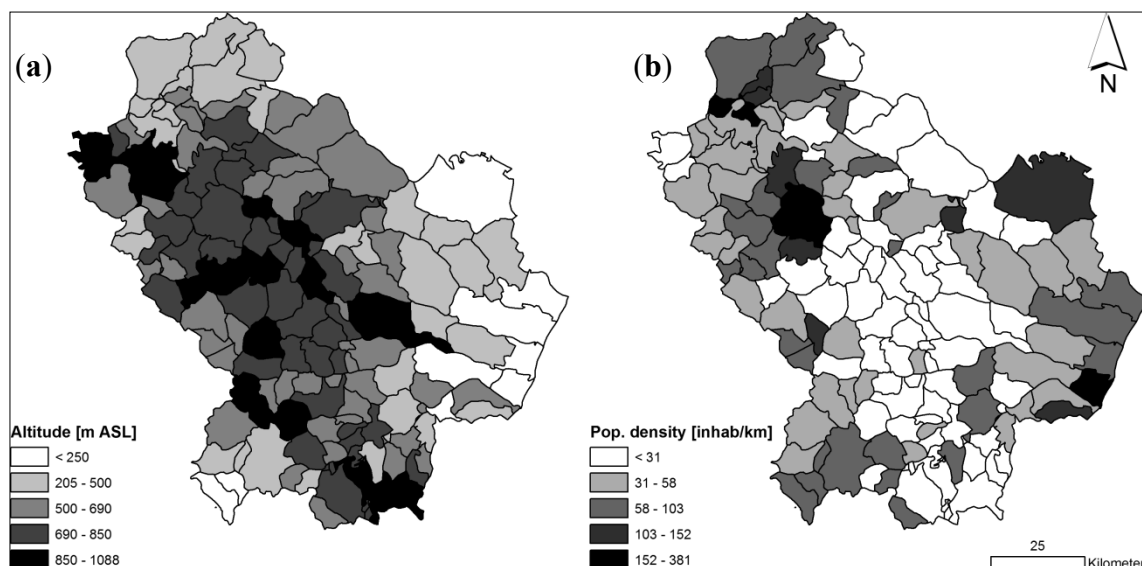 (a)
(b)
N
Altitude [m ASL]
< 250
205 - 500
500 - 690
690 - 850
850 - 1088
Pop. density [inhab/km]
< 31
31 - 58
58 - 103
103 - 152
152 - 381
25
Kilometer